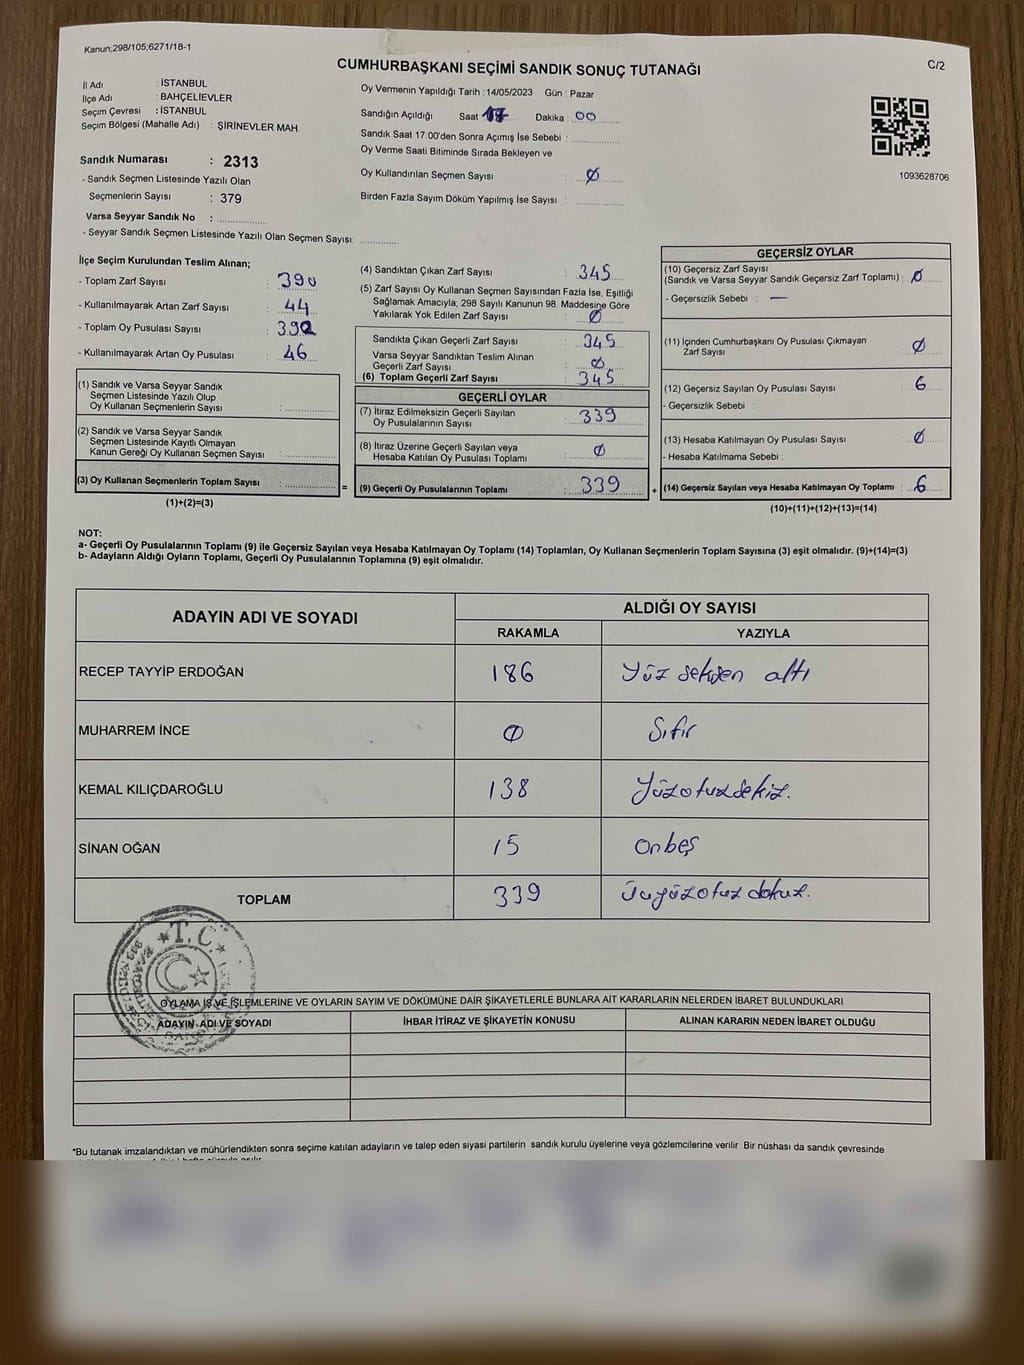 Kanun;298/105;6271/18-1
C/2
CUMHURBAŞKANI SEÇİMİ SANDIK SONUÇ TUTANAĞI
İl Adı : İSTANBUL
İlçe Adı : BAHÇELİEVLER
Seçim Çevresi : İSTANBUL
Seçim Bölgesi (Mahalle Adı) : ŞİRİNEVLER MAH.
Sandık Numarası : 2313
- Sandık Seçmen Listesinde Yazılı Olan
Seçmenlerin Sayısı : 379
Varsa Seyyar Sandık No :
- Seyyar Sandık Seçmen Listesinde Yazılı Olan Seçmen Sayısı:
Oy Vermenin Yapıldığı Tarih : 14/05/2023 Gün : Pazar
Sandığın Açıldığı Saat 17 Dakika : 00
Sandık Saat 17:00'den Sonra Açımış İse Sebebi :
Oy Verme Saati Bitiminde Sırada Bekleyen ve
Oy Kullandırılan Seçmen Sayısı : Ø
Birden Fazla Sayım Döküm Yapılmış İse Sayısı :
1093628706
İlçe Seçim Kurulundan Teslim Alınan;
- Toplam Zarf Sayısı : 390
- Kullanılmayarak Artan Zarf Sayısı : 44
- Toplam Oy Pusulası Sayısı : 392
- Kullanılmayarak Artan Oy Pusulası : 46
(1) Sandık ve Varsa Seyyar Sandık
Seçmen Listesinde Yazılı Olup
Oy Kullanan Seçmenlerin Sayısı :
(2) Sandık ve Varsa Seyyar Sandık
Seçmen Listesinde Kayıtlı Olmayan
Kanun Gereği Oy Kullanan Seçmen Sayısı :
(3) Oy Kullanan Seçmenlerin Toplam Sayısı :
(1)+(2)=(3)
=
(4) Sandıktan Çıkan Zarf Sayısı : 345
(5) Zarf Sayısı Oy Kullanan Seçmen Sayısından Fazla İse, Eşitliği
Sağlamak Amacıyla; 298 Sayılı Kanunun 98. Maddesine Göre
Yakılarak Yok Edilen Zarf Sayısı : Ø
Sandıkta Çıkan Geçerli Zarf Sayısı : 345
Varsa Seyyar Sandıktan Teslim Alınan
Geçerli Zarf Sayısı : Ø
(6) Toplam Geçerli Zarf Sayısı : 345
GEÇERLİ OYLAR
(7) İtiraz Edilmeksizin Geçerli Sayılan
Oy Pusulalarının Sayısı : 339
(8) İtiraz Üzerine Geçerli Sayılan veya
Hesaba Katılan Oy Pusulası Toplamı : Ø
(9) Geçerli Oy Pusulalarının Toplamı : 339
+
GEÇERSİZ OYLAR
(10) Geçersiz Zarf Sayısı
(Sandık ve Varsa Seyyar Sandık Geçersiz Zarf Toplamı) : Ø
- Geçersizlik Sebebi : —
(11) İçinden Cumhurbaşkanı Oy Pusulası Çıkmayan
Zarf Sayısı : Ø
(12) Geçersiz Sayılan Oy Pusulası Sayısı : 6
- Geçersizlik Sebebi :
(13) Hesaba Katılmayan Oy Pusulası Sayısı : Ø
- Hesaba Katılmama Sebebi :
(14) Geçersiz Sayılan veya Hesaba Katılmayan Oy Toplamı : 6
(10)+(11)+(12)+(13)=(14)
NOT:
a- Geçerli Oy Pusulalarının Toplamı (9) ile Geçersiz Sayılan veya Hesaba Katılmayan Oy Toplamı (14) Toplamları, Oy Kullanan Seçmenlerin Toplam Sayısına (3) eşit olmalıdır. (9)+(14)=(3)
b- Adayların Aldığı Oyların Toplamı, Geçerli Oy Pusulalarının Toplamına (9) eşit olmalıdır.
ADAYIN ADI VE SOYADI ALDIĞI OY SAYISI
RAKAMLA YAZIYLA
RECEP TAYYİP ERDOĞAN 186 Yüz seksen altı
MUHARREM İNCE Ø Sıfır
KEMAL KILIÇDAROĞLU 138 Yüzotuzsekiz.
SİNAN OĞAN 15 Onbeş
TOPLAM 339 Üçyüzotuz dokuz.
T.C.
OYLAMA İŞ VE İŞLEMLERİNE VE OYLARIN SAYIM VE DÖKÜMÜNE DAİR ŞİKAYETLERLE BUNLARA AİT KARARLARIN NELERDEN İBARET BULUNDUKLARI
ADAYIN ADI VE SOYADI İHBAR İTİRAZ VE ŞİKAYETİN KONUSU ALINAN KARARIN NEDEN İBARET OLDUĞU
*Bu tutanak imzalandıktan ve mühürlendikten sonra seçime katılan adayların ve talep eden siyasi partilerin sandık kurulu üyelerine veya gözlemcilerine verilir. Bir nüshası da sandık çevresinde